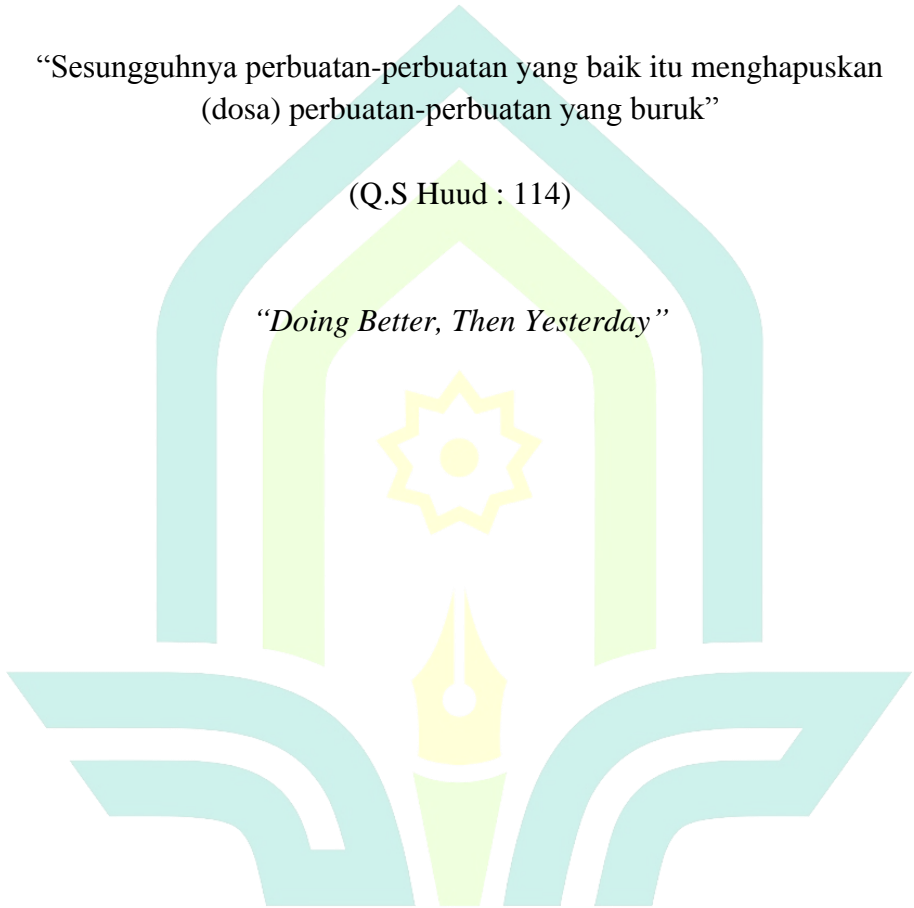 “Sesungguhnya perbuatan-perbuatan yang baik itu menghapuskan
(dosa) perbuatan-perbuatan yang buruk”
(Q.S Huud : 114)
“Doing Better, Then Yesterday”